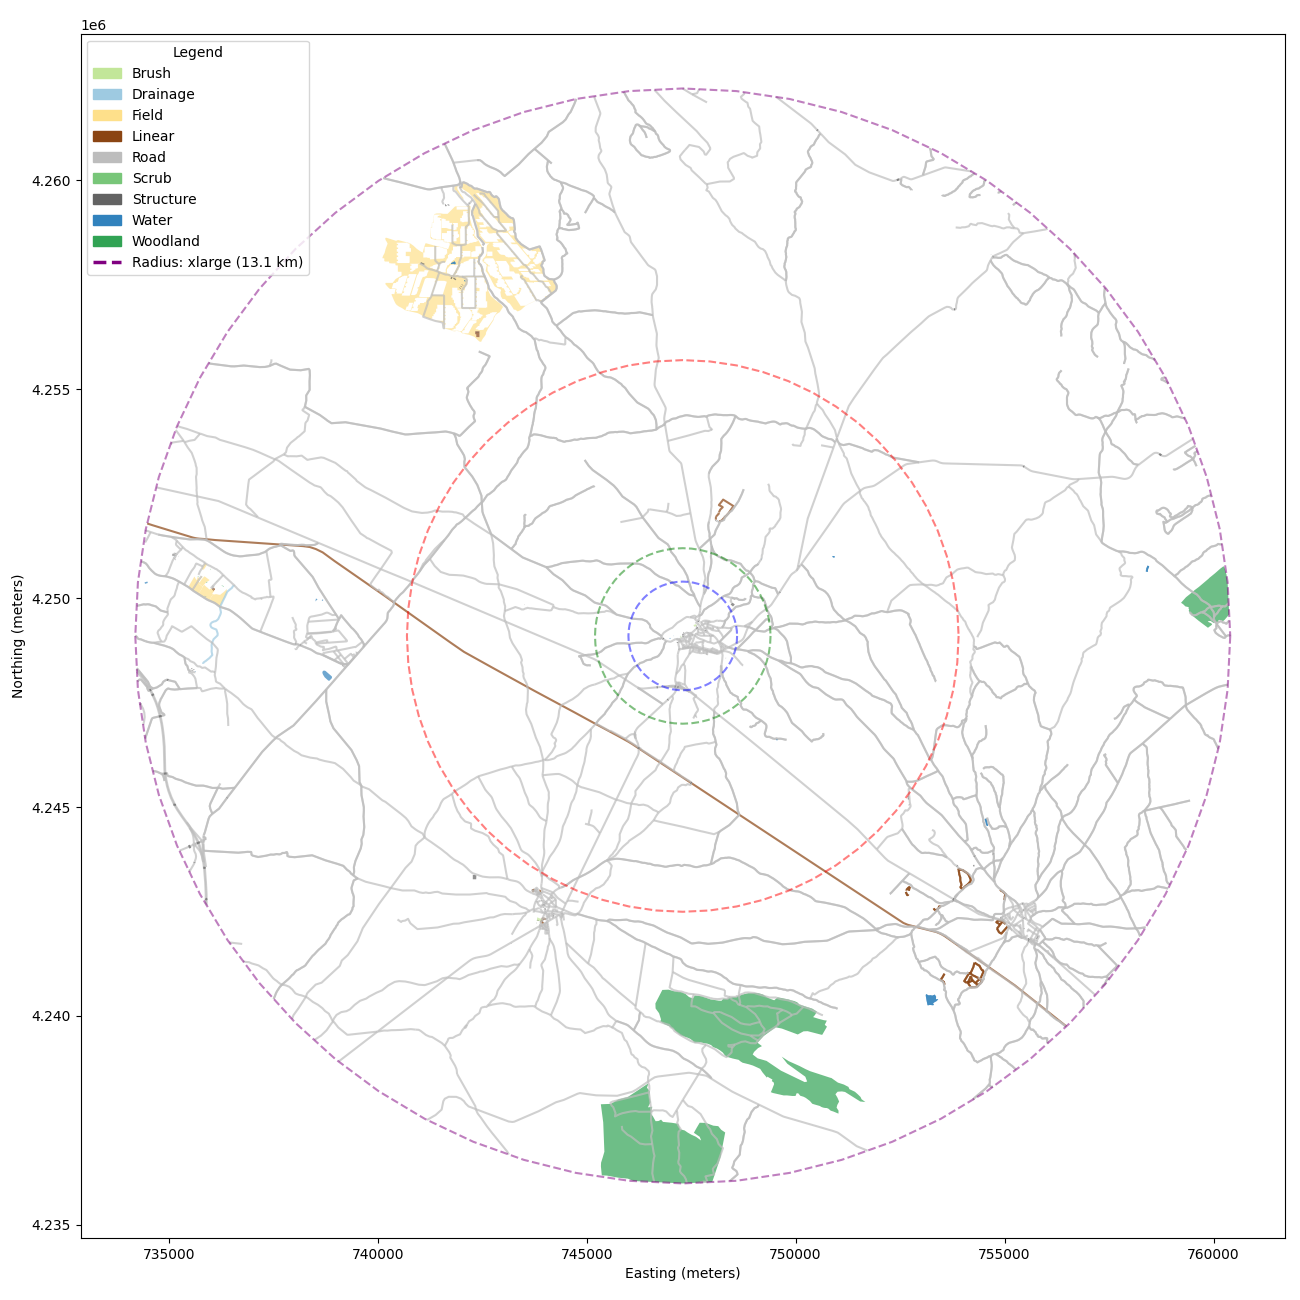 1e6
Legend
Brush
Drainage
Field
Linear
Road
Scrub
Structure
Water
Woodland
Radius: xlarge (13.1 km)
4.260
4.255
4.250
4.245
4.240
4.235
Northing (meters)
735000 740000 745000 750000 755000 760000
Easting (meters)